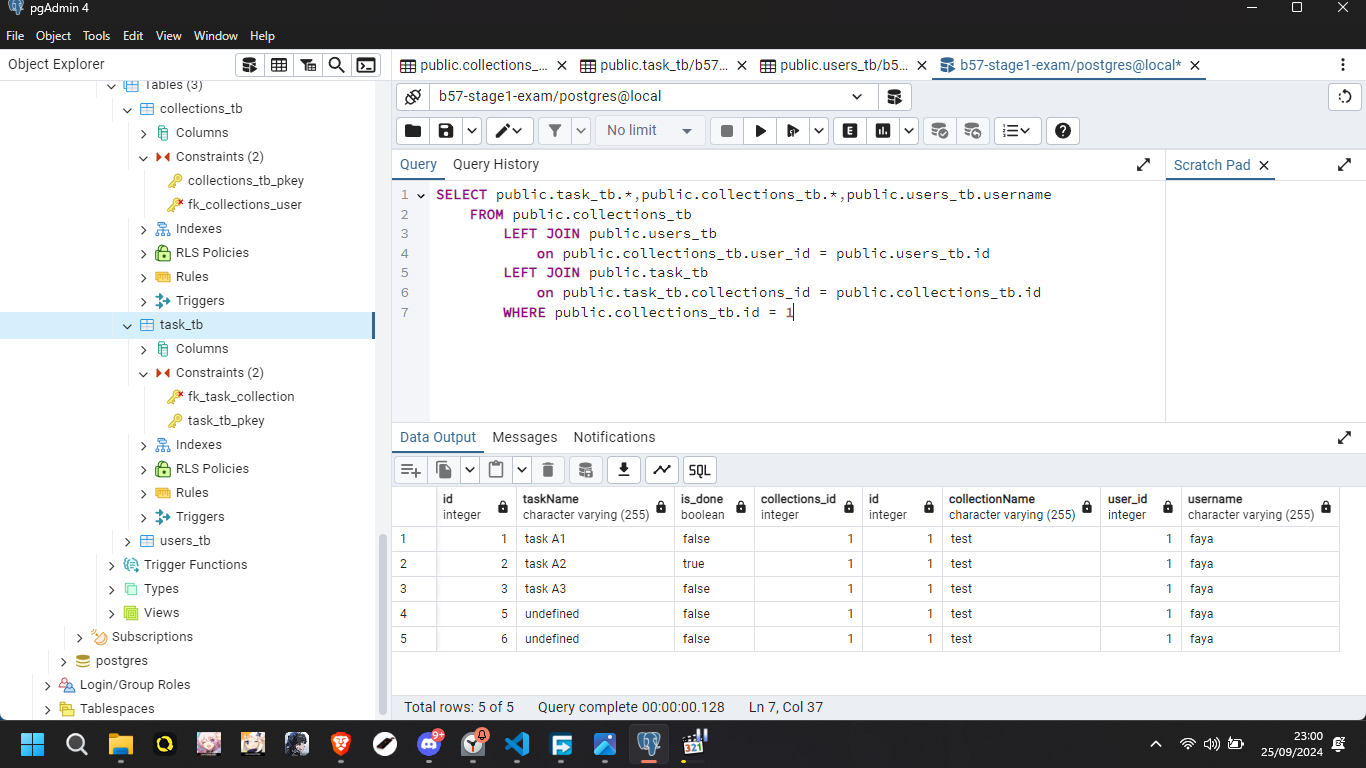 pgAdmin 4
File Object Tools Edit View Window Help
Object Explorer
Tables (3)
collections_tb
Columns
Constraints (2)
collections_tb_pkey
fk_collections_user
Indexes
RLS Policies
Rules
Triggers
task_tb
Columns
Constraints (2)
fk_task_collection
task_tb_pkey
Indexes
RLS Policies
Rules
Triggers
users_tb
Trigger Functions
Types
Views
Subscriptions
postgres
Login/Group Roles
Tablespaces
public.collections_... public.task_tb/b57... public.users_tb/b5... b57-stage1-exam/postgres@local*
b57-stage1-exam/postgres@local
No limit
E
Query Query History
Scratch Pad
1 SELECT public.task_tb.*,public.collections_tb.*,public.users_tb.username
2 FROM public.collections_tb
3 LEFT JOIN public.users_tb
4 on public.collections_tb.user_id = public.users_tb.id
5 LEFT JOIN public.task_tb
6 on public.task_tb.collections_id = public.collections_tb.id
7 WHERE public.collections_tb.id = 1
Data Output Messages Notifications
SQL
id taskName is_done collections_id id collectionName user_id username
integer character varying (255) boolean integer integer character varying (255) integer character varying (255)
1 1 task A1 false 1 1 test 1 faya
2 2 task A2 true 1 1 test 1 faya
3 3 task A3 false 1 1 test 1 faya
4 5 undefined false 1 1 test 1 faya
5 6 undefined false 1 1 test 1 faya
Total rows: 5 of 5 Query complete 00:00:00.128 Ln 7, Col 37
9+
321
23:00
25/09/2024